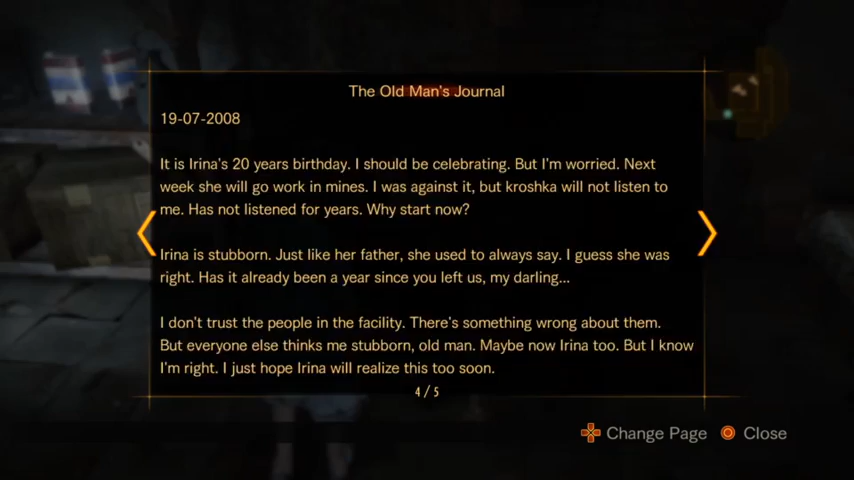 The Old Man's Journal
19-07-2008
It is Irina's 20 years birthday. I should be celebrating. But I'm worried. Next
week she will go work in mines. I was against it, but kroshka will not listen to
me. Has not listened for years. Why start now?
Irina is stubborn. Just like her father, she used to always say. I guess she was
right. Has it already been a year since you left us, my darling...
I don't trust the people in the facility. There's something wrong about them.
But everyone else thinks me stubborn, old man. Maybe now Irina too. But I know
I'm right. I just hope Irina will realize this too soon.
4 / 5
Change Page Close